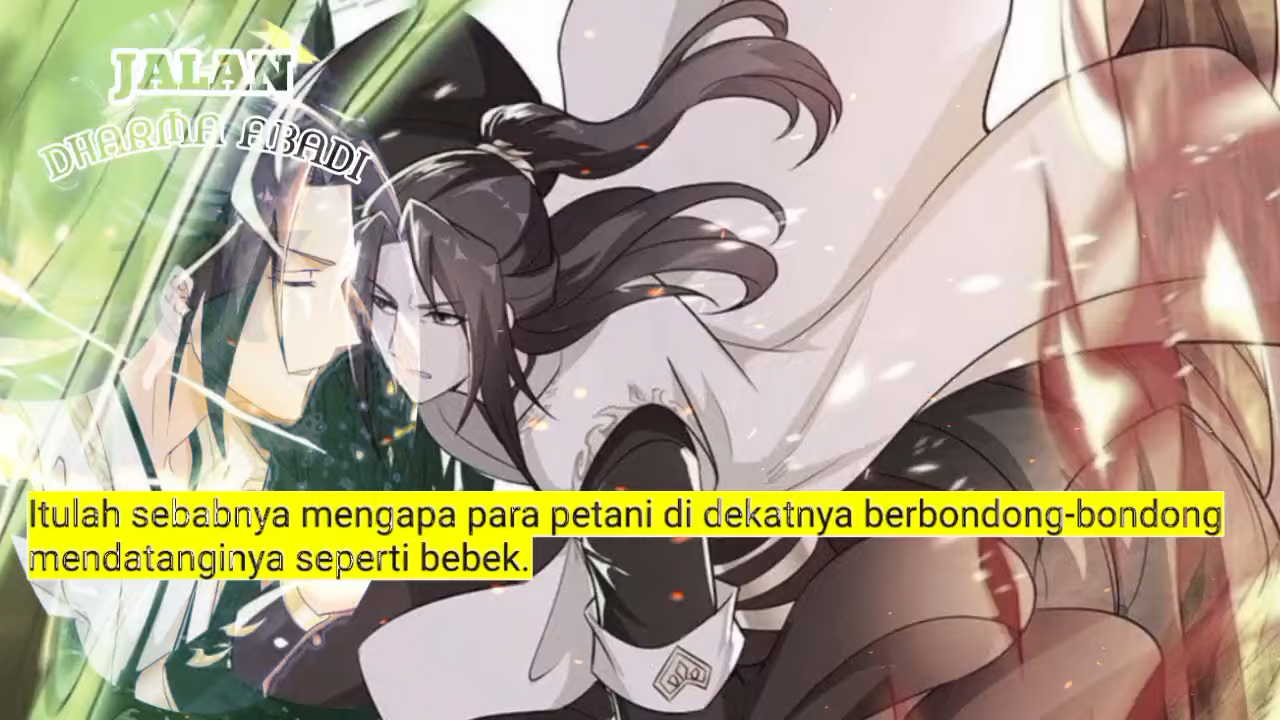 JALAN
DHARMA ABADI
Itulah sebabnya mengapa para petani di dekatnya berbondong-bondong
mendatanginya seperti bebek.